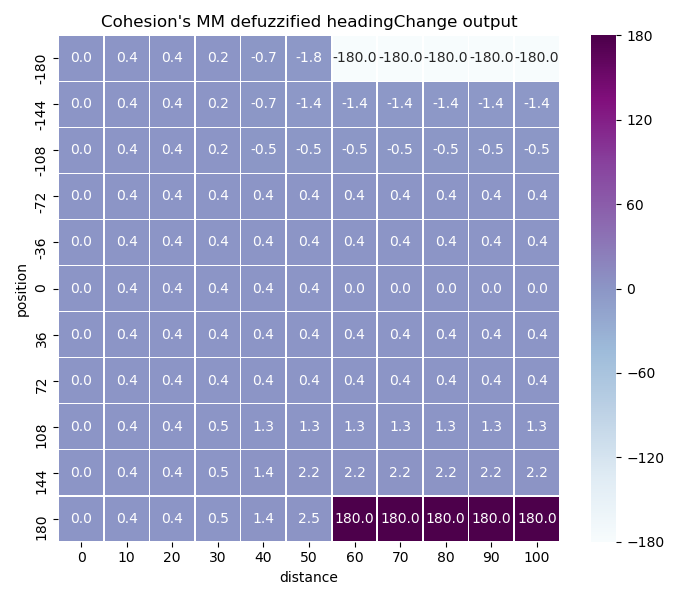 Cohesion's MM defuzzified headingChange output
-180 0.0 0.4 0.4 0.2 -0.7 -1.8 -180.0 -180.0 -180.0 -180.0 -180.0
-144 0.0 0.4 0.4 0.2 -0.7 -1.4 -1.4 -1.4 -1.4 -1.4 -1.4
-108 0.0 0.4 0.4 0.2 -0.5 -0.5 -0.5 -0.5 -0.5 -0.5 -0.5
-72 0.0 0.4 0.4 0.4 0.4 0.4 0.4 0.4 0.4 0.4 0.4
-36 0.0 0.4 0.4 0.4 0.4 0.4 0.4 0.4 0.4 0.4 0.4
0 0.0 0.4 0.4 0.4 0.4 0.4 0.0 0.0 0.0 0.0 0.0
36 0.0 0.4 0.4 0.4 0.4 0.4 0.4 0.4 0.4 0.4 0.4
72 0.0 0.4 0.4 0.4 0.4 0.4 0.4 0.4 0.4 0.4 0.4
108 0.0 0.4 0.4 0.5 1.3 1.3 1.3 1.3 1.3 1.3 1.3
144 0.0 0.4 0.4 0.5 1.4 2.2 2.2 2.2 2.2 2.2 2.2
180 0.0 0.4 0.4 0.5 1.4 2.5 180.0 180.0 180.0 180.0 180.0
0 10 20 30 40 50 60 70 80 90 100
distance
position
180
120
60
0
−60
−120
−180